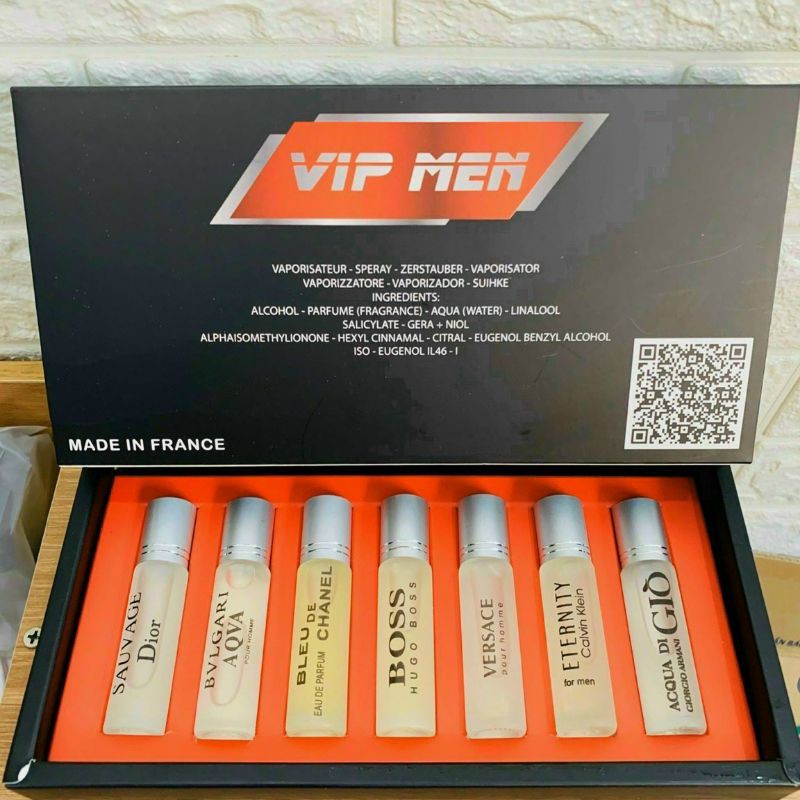 VIP MEN
VAPORISATEUR - SPERAY - ZERSTAUBER - VAPORISATOR
VAPORIZZATORE - VAPORIZADOR - SUIHKE
INGREDIENTS:
ALCOHOL - PARFUME (FRAGRANCE) - AQUA (WATER) - LINALOOL
SALICYLATE - GERA + NIOL
ALPHAISOMETHYLIONONE - HEXYL CINNAMAL - CITRAL - EUGENOL BENZYL ALCOHOL
ISO - EUGENOL IL46 - I
MADE IN FRANCE
SAUVAGE
Dior
BVLGARI
AQVA
POUR HOMME
BLEU DE
CHANEL
EAU DE PARFUM
BOSS
HUGO BOSS
VERSACE
pour homme
ETERNITY
Calvin Klein
for men
ACQUA DI
GIÒ
GIORGIO ARMANI